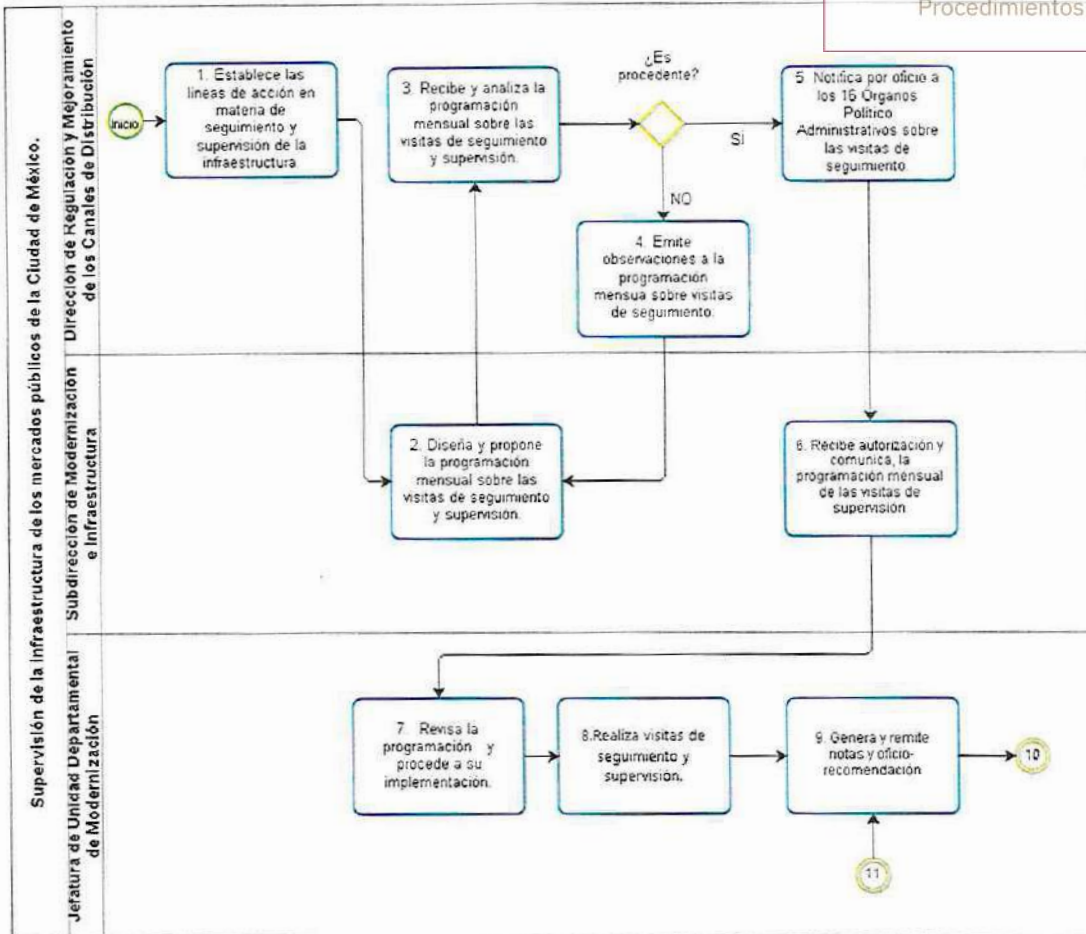 Procedimientos
Supervisión de la infraestructura de los mercados públicos de la Ciudad de México.
Dirección de Regulación y Mejoramiento
de los Canales de Distribución
Inicio
1. Establece las
líneas de acción en
materia de
seguimiento y
supervisión de la
infraestructura
3. Recibe y analiza la
programación
mensual sobre las
visitas de seguimiento
y supervisión.
¿Es
procedente?
SÍ
NO
5. Notifica por oficio a
los 16 Órganos
Político
Administrativos sobre
las visitas de
seguimiento.
4. Emite
observaciones a la
programación
mensua sobre visitas
de seguimiento.
Subdirección de Modernización
e Infraestructura
2. Diseña y propone
la programación
mensual sobre las
visitas de seguimiento
y supervisión.
6. Recibe autorización y
comunica, la
programación mensual
de las visitas de
supervisión
Jefatura de Unidad Departamental
de Modernización
7. Revisa la
programación y
procede a su
implementación.
8.Realiza visitas de
seguimiento y
supervisión.
9. Genera y remite
notas y oficio-
recomendación
10
11